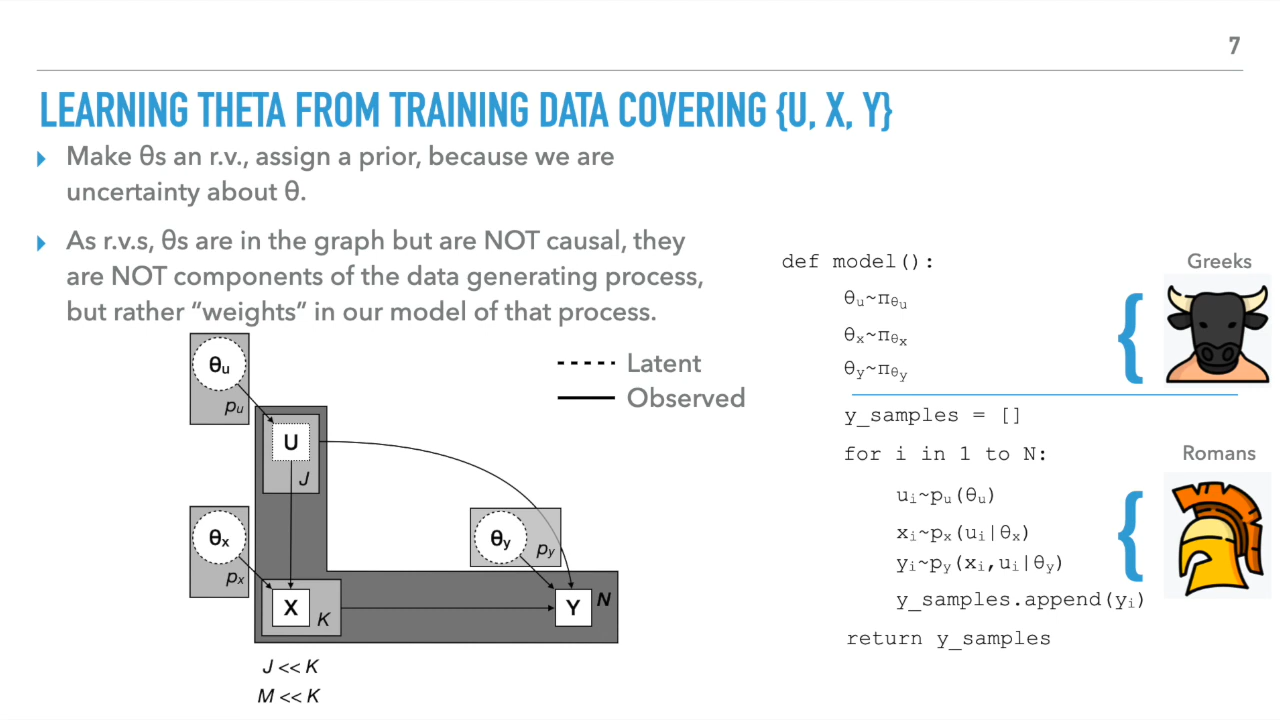 7
LEARNING THETA FROM TRAINING DATA COVERING {U, X, Y}
Make θs an r.v., assign a prior, because we are
uncertainty about θ.
As r.v.s, θs are in the graph but are NOT causal, they
are NOT components of the data generating process,
but rather “weights” in our model of that process.
θu
pu
U
J
θx
px
X
K
θy
py
Y
N
J << K
M << K
Latent
Observed
def model():
θu~πθu
θx~πθx
θy~πθy
y_samples = []
for i in 1 to N:
ui~pu(θu)
xi~px(ui|θx)
yi~py(xi,ui|θy)
y_samples.append(yi)
return y_samples
{
Greeks
{
Romans